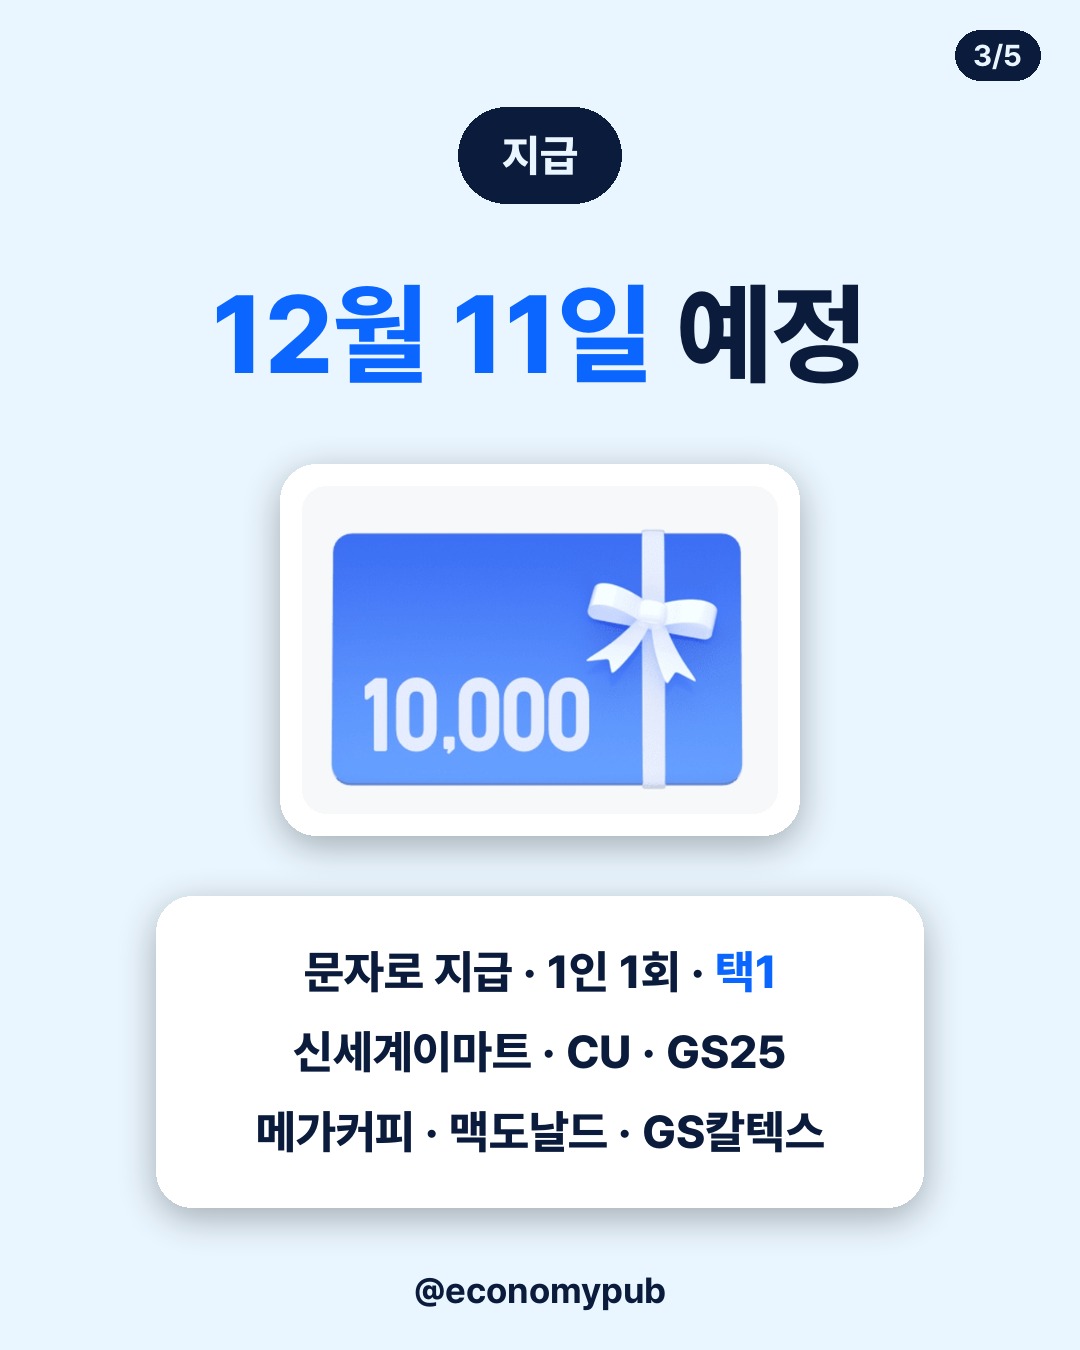 3/5
지급
12월 11일 예정
10,000
문자로 지급 · 1인 1회 · 택1
신세계이마트 · CU · GS25
메가커피 · 맥도날드 · GS칼텍스
@economypub